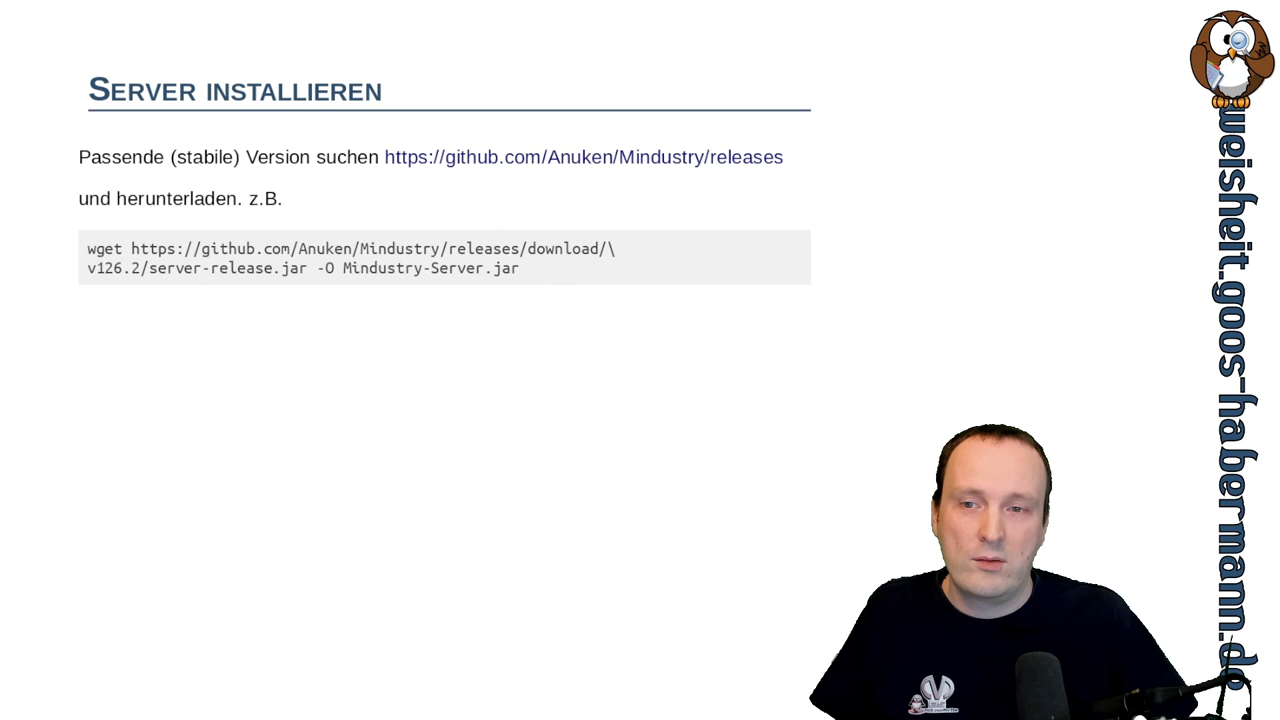 SERVER INSTALLIEREN
Passende (stabile) Version suchen https://github.com/Anuken/Mindustry/releases
und herunterladen. z.B.
wget https://github.com/Anuken/Mindustry/releases/download/\
v126.2/server-release.jar -O Mindustry-Server.jar
weisheit.goos-habermann.de